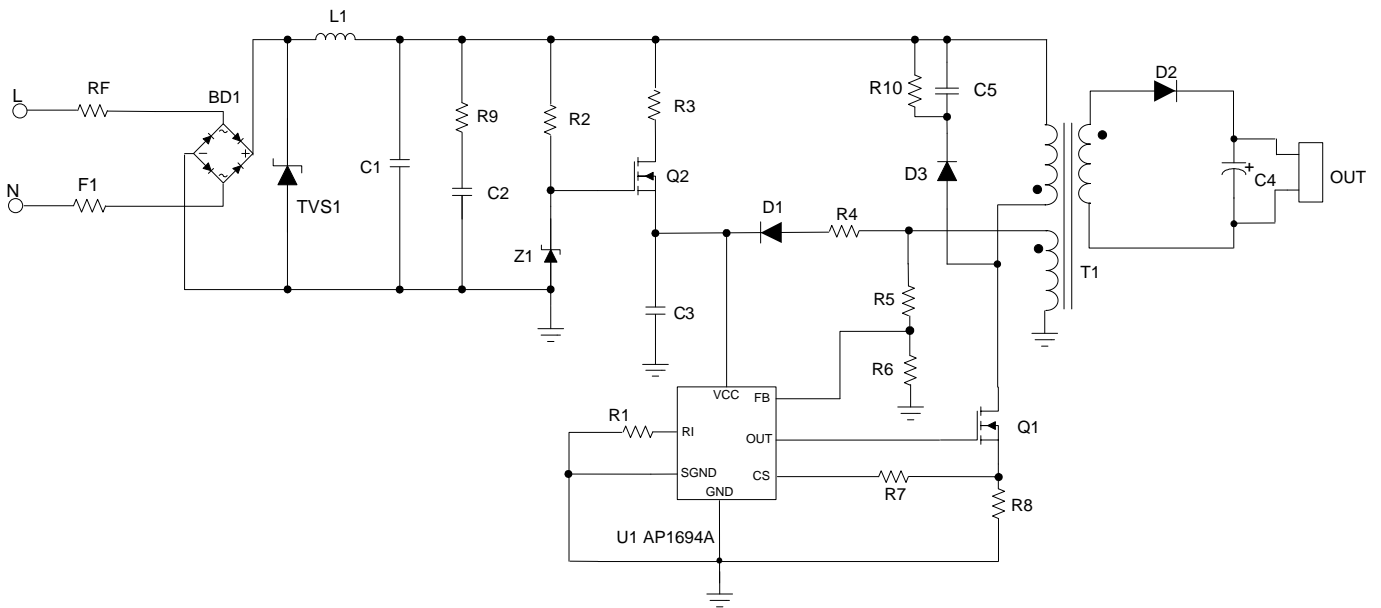 L1
L
RF
BD1
~
-
+
~
N
F1
TVS1
C1
R9
C2
R2
Z1
R3
Q2
C3
D1
R4
R10
C5
D3
R5
R6
T1
D2
+
C4
OUT
VCC
FB
R1
RI
OUT
Q1
SGND
CS
GND
R7
R8
U1 AP1694A